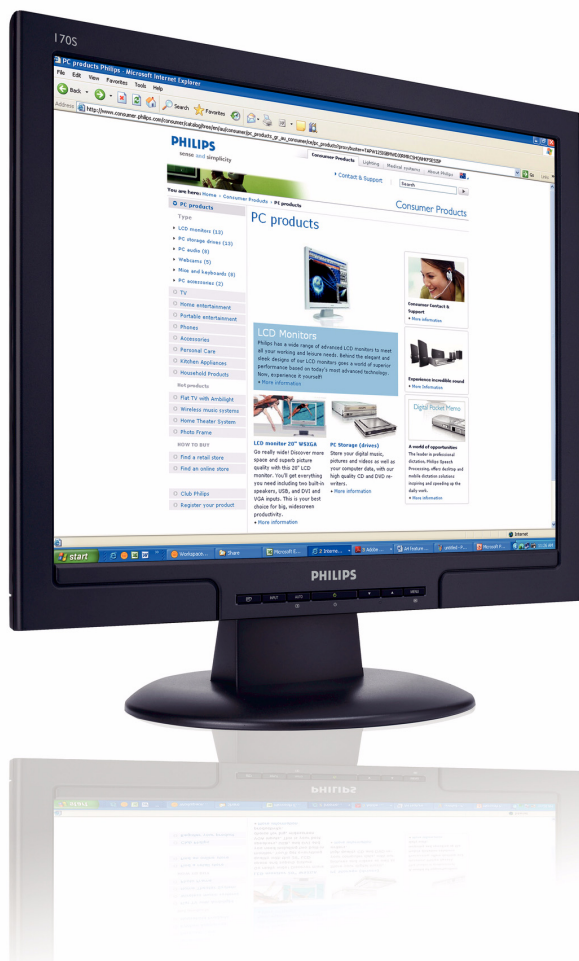 170S
PC products Philips - Microsoft Internet Explorer
File Edit View Favorites Tools Help
Back Search Favorites
Address Go
PHILIPS
sense and simplicity
Consumer Products Lighting Medical systems About Philips
Contact & Support Search
You are here: Home Consumer Products PC products
Consumer Products
PC products
Type
LCD monitors (13)
PC storage drives (13)
PC audio (8)
Webcams (5)
PC accessories (2)
TV
Home entertainment
Portable entertainment
Phones
Accessories
Personal Care
Kitchen Appliances
Household Products
Hot products
Flat TV with Ambilight
Wireless music systems
Home Theater System
Photo Frame
HOW TO BUY
Find a retail store
Find an online store
Club Philips
Register your product
PC products
LCD Monitors
Philips has a wide range of advanced LCD monitors to meet
all your working and leisure needs. Behind the elegant and
sleek designs of our LCD monitors goes a world of superior
performance based on today's most advanced technology.
Now, experience it yourself!
More information
LCD monitor 20" WSXGA
Go really wide! Discover more
space and superb picture
quality with this 20" LCD
monitor. You'll get everything
you need including two built-in
speakers, USB, and DVI and
VGA inputs. This is your best
choice for big, widescreen
productivity.
More information
PC Storage (drives)
Store your digital music,
pictures and videos as well as
your computer data, with our
high quality CD and DVD re-
writers.
More information
Consumer Contact &
Support
More information
Experience incredible sound
More Information
Digital Pocket Memo
A world of opportunities
The leader in professional
dictation, Philips Speech
Processing, offers desktop and
mobile dictation solutions
inspiring and speeding up the
daily work.
More information
Internet
start Workspace... Share Microsoft E... 2 Interne... Adobe ... A4 feature... untitled - P... Microsoft P...
PHILIPS
INPUT AUTO MENU